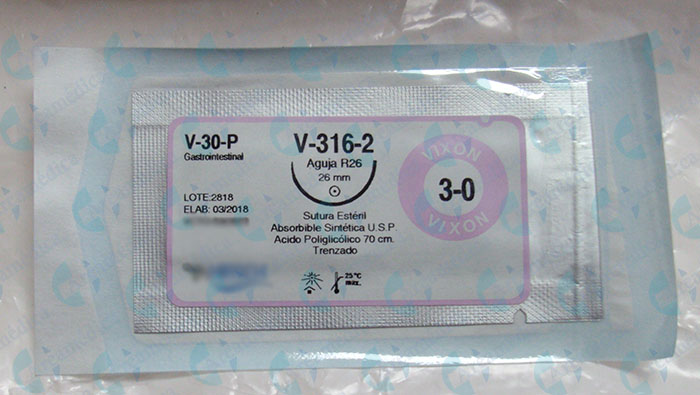 V-30-P
Gastrointestinal
LOTE:2818
ELAB: 03/2018
V-316-2
Aguja R26
26 mm
Sutura Estéril
Absorbible Sintética U.S.P.
Acido Poliglicólico 70 cm.
Trenzado
25°C
max.
VIXON
3-0
VIXON